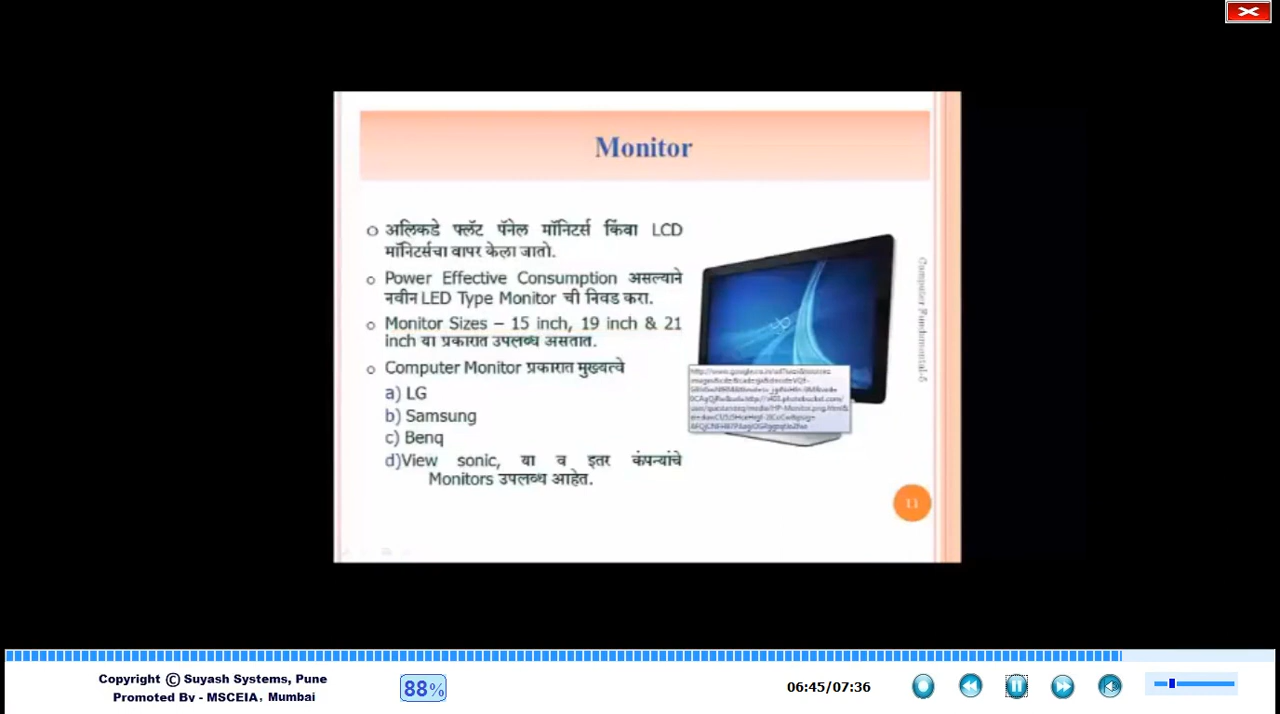 Monitor
o अलिकडे फ्लॅट पॅनेल मॉनिटर्स किंवा LCD
मॉनिटर्सचा वापर केला जातो.
o Power Effective Consumption असल्याने
नवीन LED Type Monitor ची निवड करा.
o Monitor Sizes – 15 inch, 19 inch & 21
inch या प्रकारात उपलब्ध असतात.
o Computer Monitor प्रकारात मुख्यत्वे
a) LG
b) Samsung
c) Benq
d)View sonic, या व इतर कंपन्यांचे
Monitors उपलब्ध आहेत.
Computer Fundamental-6
11
Copyright © Suyash Systems, Pune
Promoted By - MSCEIA, Mumbai
88%
06:45/07:36